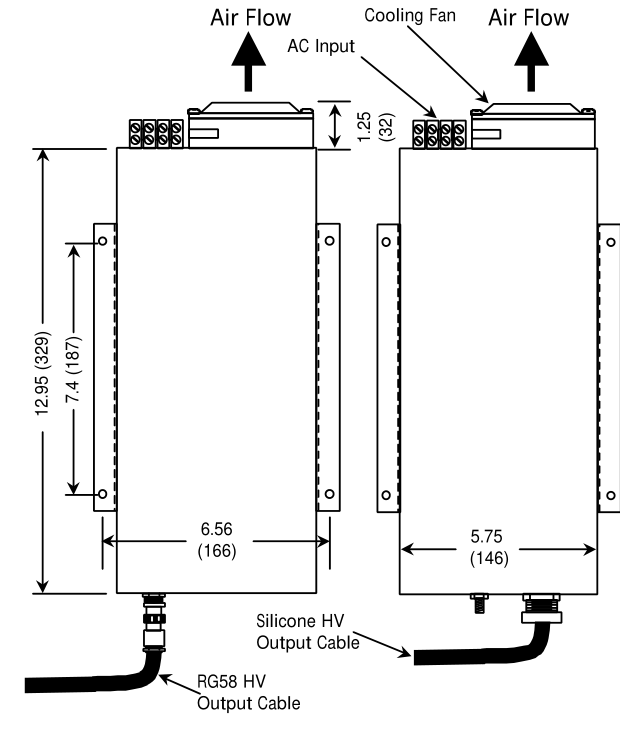 Air Flow
Cooling Fan
Air Flow
AC Input
1.25
(32)
12.95 (329)
7.4 (187)
6.56
(166)
5.75
(146)
Silicone HV
Output Cable
RG58 HV
Output Cable